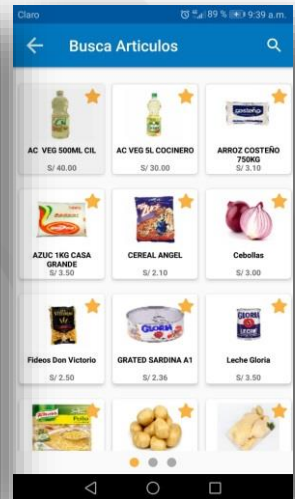 Claro 89 % 9:39 a.m.
Busca Articulos
AC VEG 500ML CIL
S/ 40.00
AC VEG 5L COCINERO
S/ 30.00
costeño
ARROZ COSTEÑO
750KG
S/ 3.10
AZUC 1KG CASA
GRANDE
S/ 3.50
CEREAL ANGEL
S/ 2.10
Cebollas
S/ 3.00
Fideos Don Victorio
S/ 2.50
GLORIA
GRATED SARDINA A1
S/ 2.36
GLORIA
LECHE
Leche Gloria
S/ 3.50
Pollo